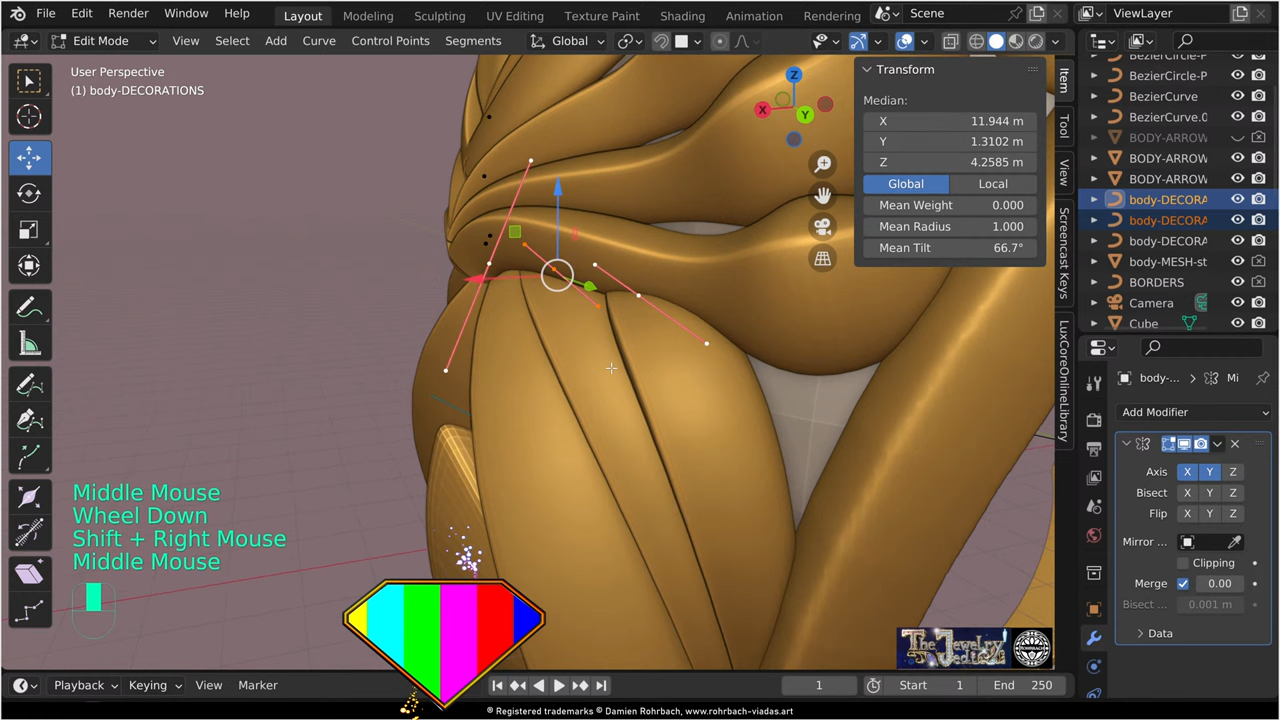 File Edit Render Window Help Layout Modeling Sculpting UV Editing Texture Paint Shading Animation Rendering Scene ViewLayer
Edit Mode View Select Add Curve Control Points Segments Global
User Perspective
(1) body-DECORATIONS
Transform
Median:
X 11.944 m
Y 1.3102 m
Z 4.2585 m
Global Local
Mean Weight 0.000
Mean Radius 1.000
Mean Tilt 66.7°
Z
X
Y
Item
Tool
View
Screencast Keys
LuxCoreOnlineLibrary
BezierCircle-P
BezierCircle-P
BezierCurve
BezierCurve.0
BODY-ARROW
BODY-ARROW
BODY-ARROW
body-DECORA
body-DECORA
body-DECORA
body-MESH-st
BORDERS
Camera
Cube
body-... Mi
Add Modifier
Axis X Y Z
Bisect X Y Z
Flip X Y Z
Mirror ...
Clipping
Merge 0.00
Bisect ... 0.001 m
Data
Middle Mouse
Wheel Down
Shift + Right Mouse
Middle Mouse
The Jewelry Vadias
ROHRBACH
Playback Keying View Marker 1 Start 1 End 250
® Registered trademarks © Damien Rohrbach, www.rohrbach-viadas.art